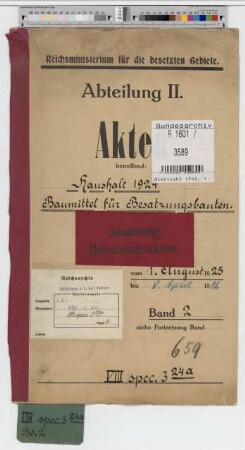 Reichsministerium für die besetzten Gebiete.
Abteilung II.
Bundesarchiv
R 1601 /
3589
Akte
betreffend:
Haushalt 1924
Baumittel für Besatzungsbauten.
Sammlung
Besatzungsakten.
vom 1. August 1925
bis 8. April 1926
Reichsarchiv
Band 2
siehe Fortsetzung Band
659
VIII spec. 3 24a
VIII spec. 3 24a
Bd. 2